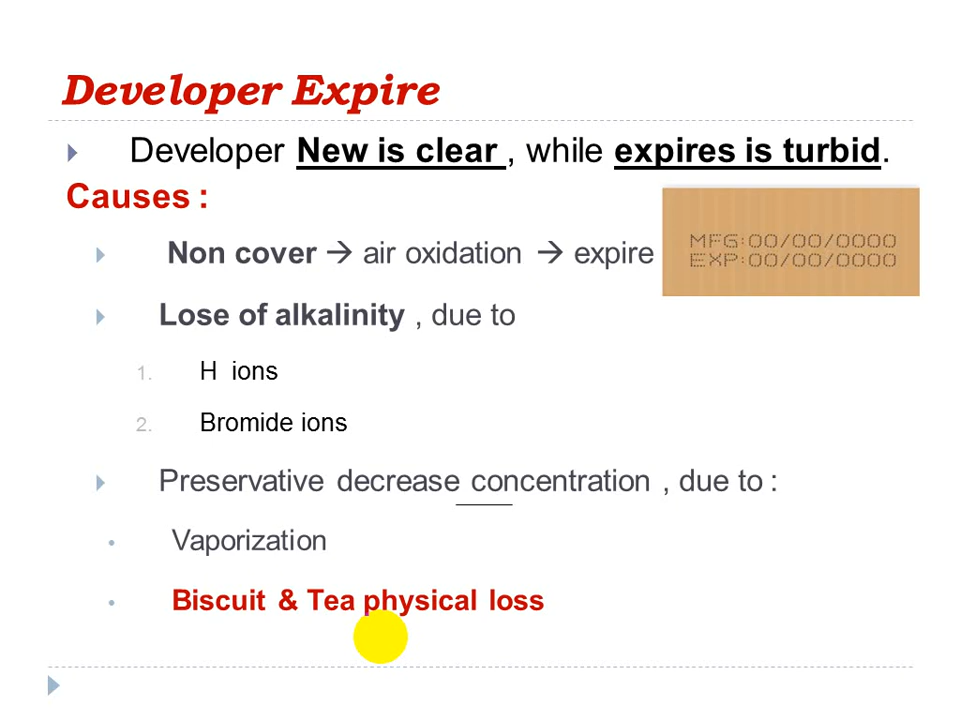 Developer Expire
Developer New is clear , while expires is turbid.
Causes :
MFG:00/00/0000
EXP:00/00/0000
Non cover → air oxidation → expire
Lose of alkalinity , due to
1. H ions
2. Bromide ions
Preservative decrease concentration , due to :
• Vaporization
• Biscuit & Tea physical loss